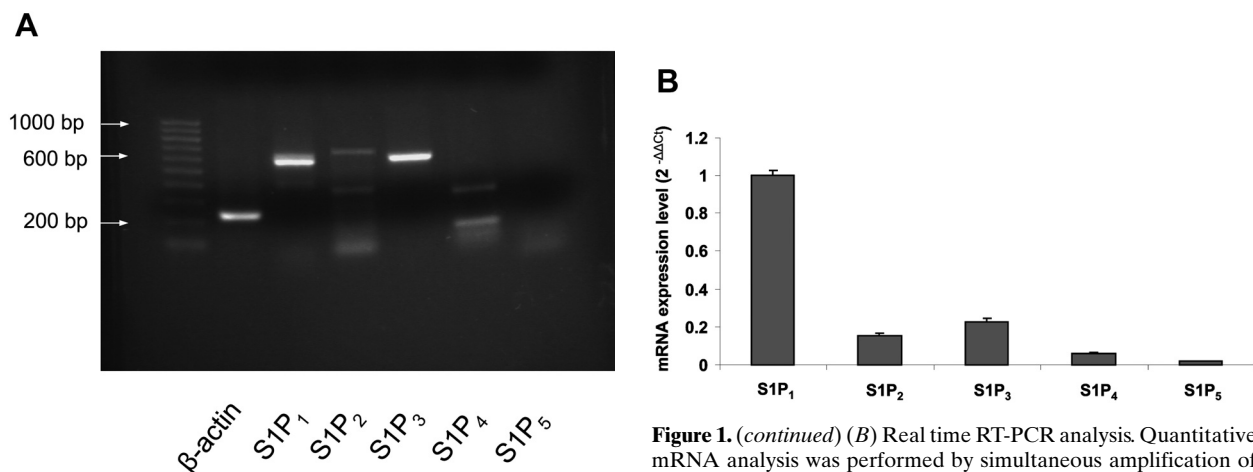 A
1000 bp
600 bp
200 bp
β-actin
S1P₁
S1P₂
S1P₃
S1P₄
S1P₅
B
mRNA expression level (2 ⁻ΔΔCt)
1.2
1
0.8
0.6
0.4
0.2
0
S1P₁
S1P₂
S1P₃
S1P₄
S1P₅
Figure 1. (continued) (B) Real time RT-PCR analysis. Quantitative
mRNA analysis was performed by simultaneous amplification of